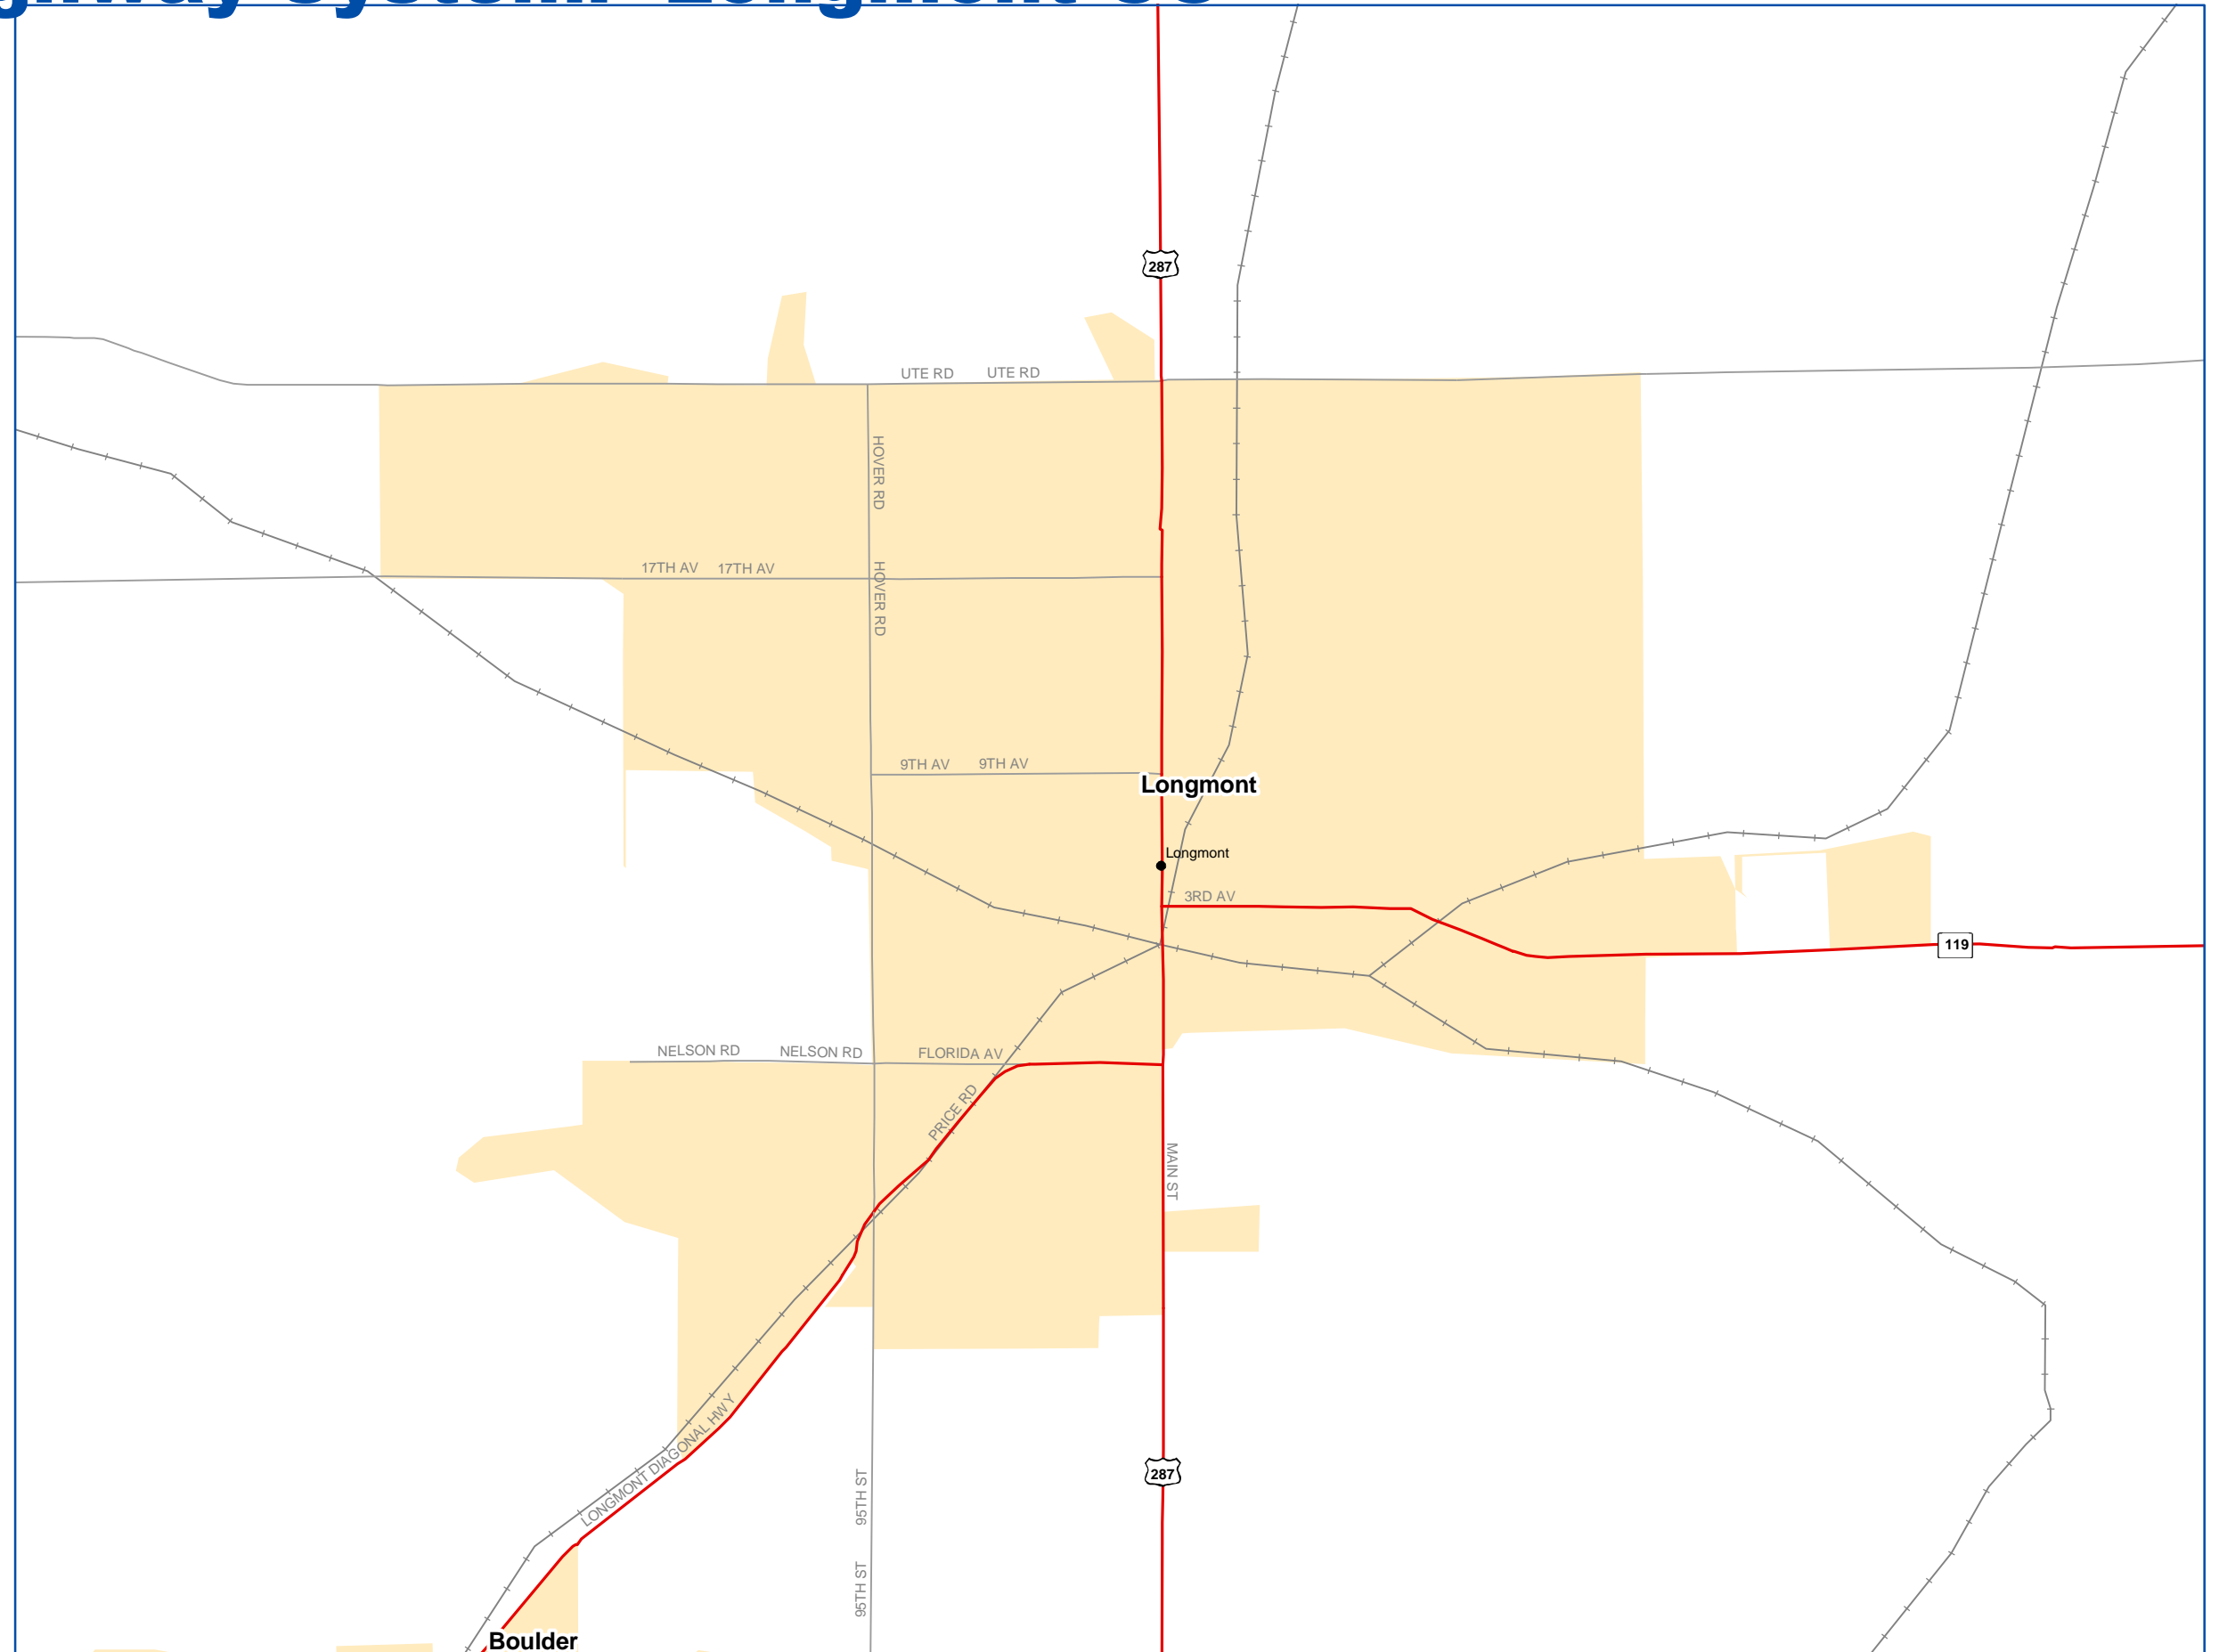 287
UTE RD UTE RD
HOVER RD
17TH AV 17TH AV
HOVER RD
9TH AV 9TH AV
Longmont
Longmont
3RD AV
119
NELSON RD NELSON RD FLORIDA AV
PRICE RD
MAIN ST
LONGMONT DIAGONAL HWY
95TH ST
287
95TH ST
Boulder